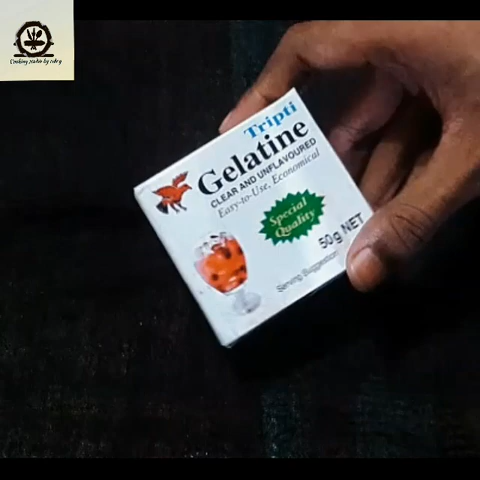 Tripti
Gelatine
CLEAR AND UNFLAVOURED
Easy-to-Use, Economical
Special
Quality
50g NET
Serving Suggestion